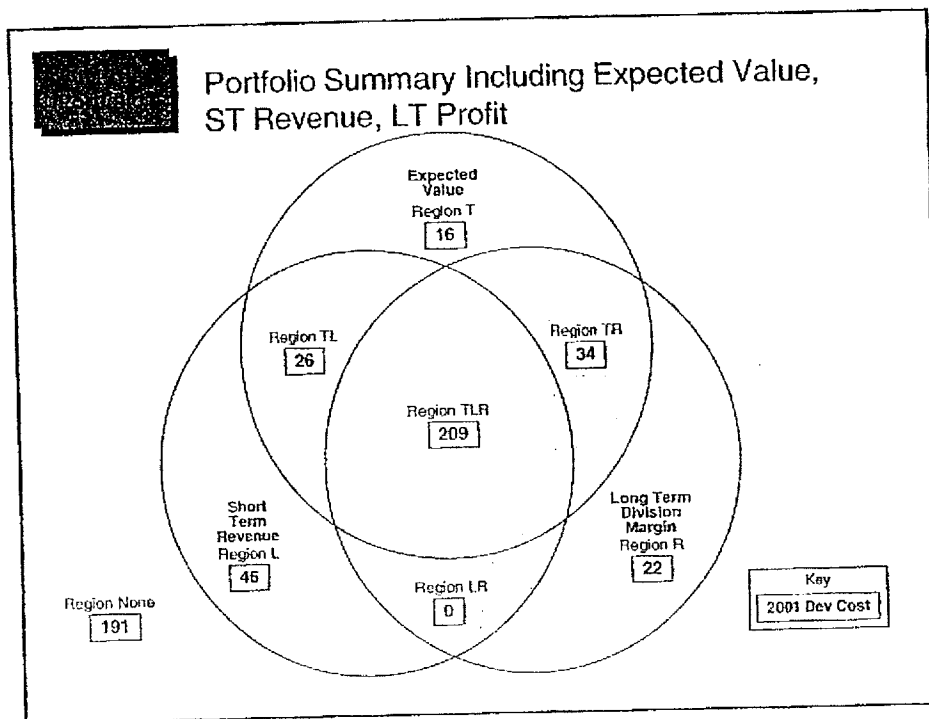 Portfolio Summary Including Expected Value,
ST Revenue, LT Profit
Expected
Value
Region T
16
Region TL
26
Region TR
34
Region TLR
209
Short
Term
Revenue
Region L
45
Long Term
Division
Margin
Region R
22
Region LR
0
Region None
191
Key
2001 Dev Cost